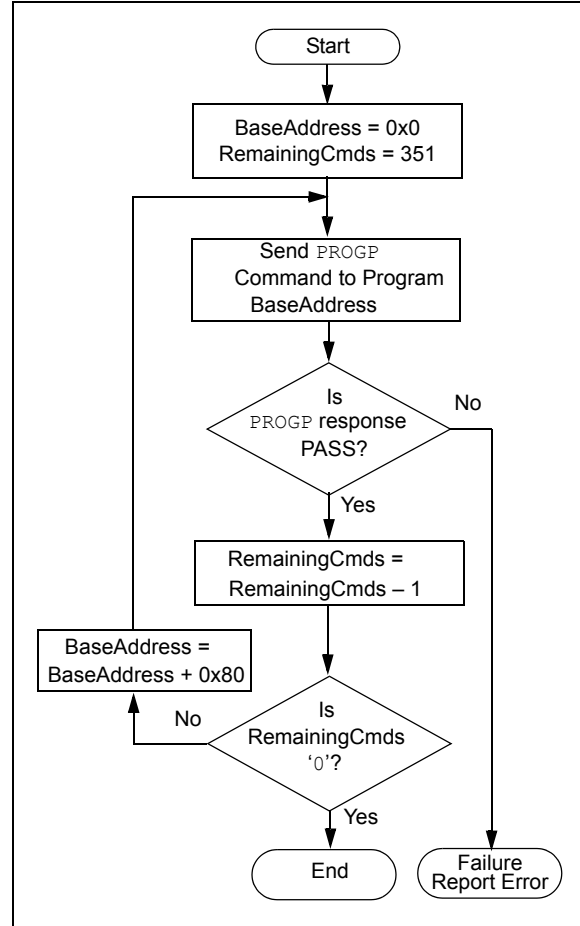 Start
BaseAddress = 0x0
RemainingCmds = 351
Send PROGP
Command to Program
BaseAddress
Is
PROGP response
PASS?
No
Yes
RemainingCmds =
RemainingCmds – 1
BaseAddress =
BaseAddress + 0x80
No
Is
RemainingCmds
‘0’?
Yes
End
Failure
Report Error